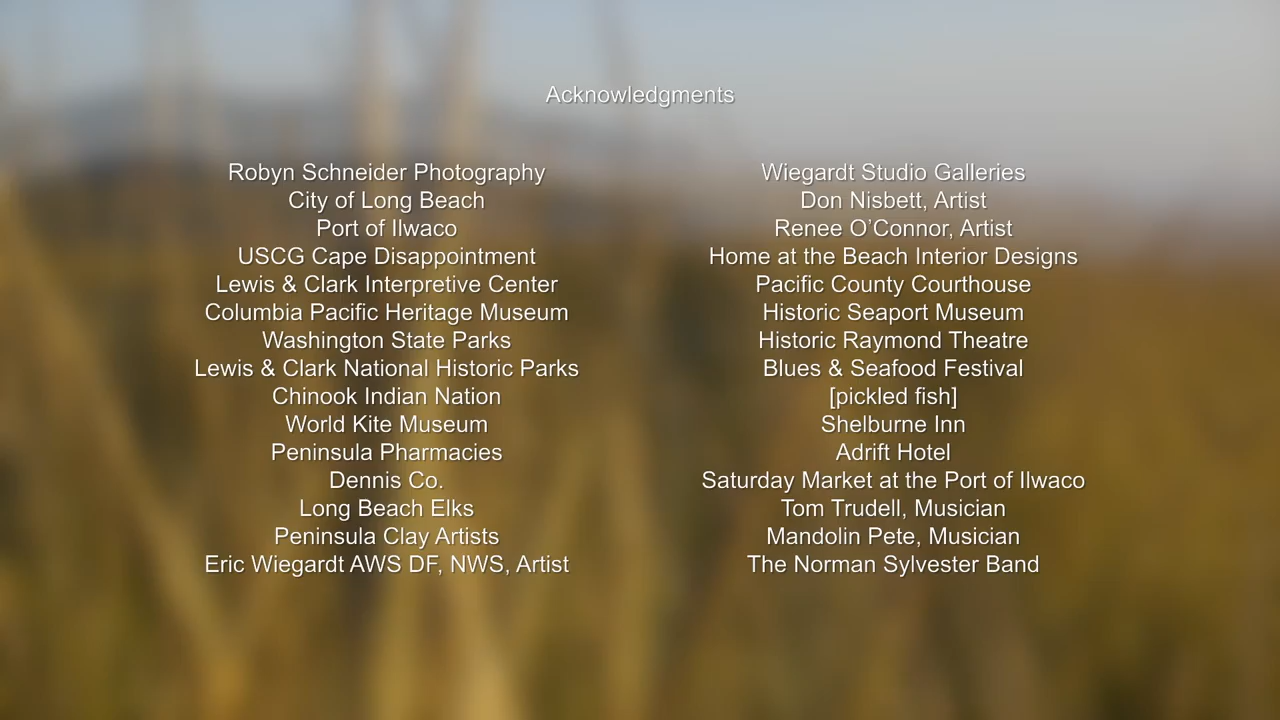 Acknowledgments
Robyn Schneider Photography
City of Long Beach
Port of Ilwaco
USCG Cape Disappointment
Lewis & Clark Interpretive Center
Columbia Pacific Heritage Museum
Washington State Parks
Lewis & Clark National Historic Parks
Chinook Indian Nation
World Kite Museum
Peninsula Pharmacies
Dennis Co.
Long Beach Elks
Peninsula Clay Artists
Eric Wiegardt AWS DF, NWS, Artist
Wiegardt Studio Galleries
Don Nisbett, Artist
Renee O’Connor, Artist
Home at the Beach Interior Designs
Pacific County Courthouse
Historic Seaport Museum
Historic Raymond Theatre
Blues & Seafood Festival
[pickled fish]
Shelburne Inn
Adrift Hotel
Saturday Market at the Port of Ilwaco
Tom Trudell, Musician
Mandolin Pete, Musician
The Norman Sylvester Band